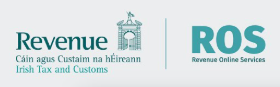 Revenue
Cáin agus Custaim na hÉireann
Irish Tax and Customs
ROS
Revenue Online Services